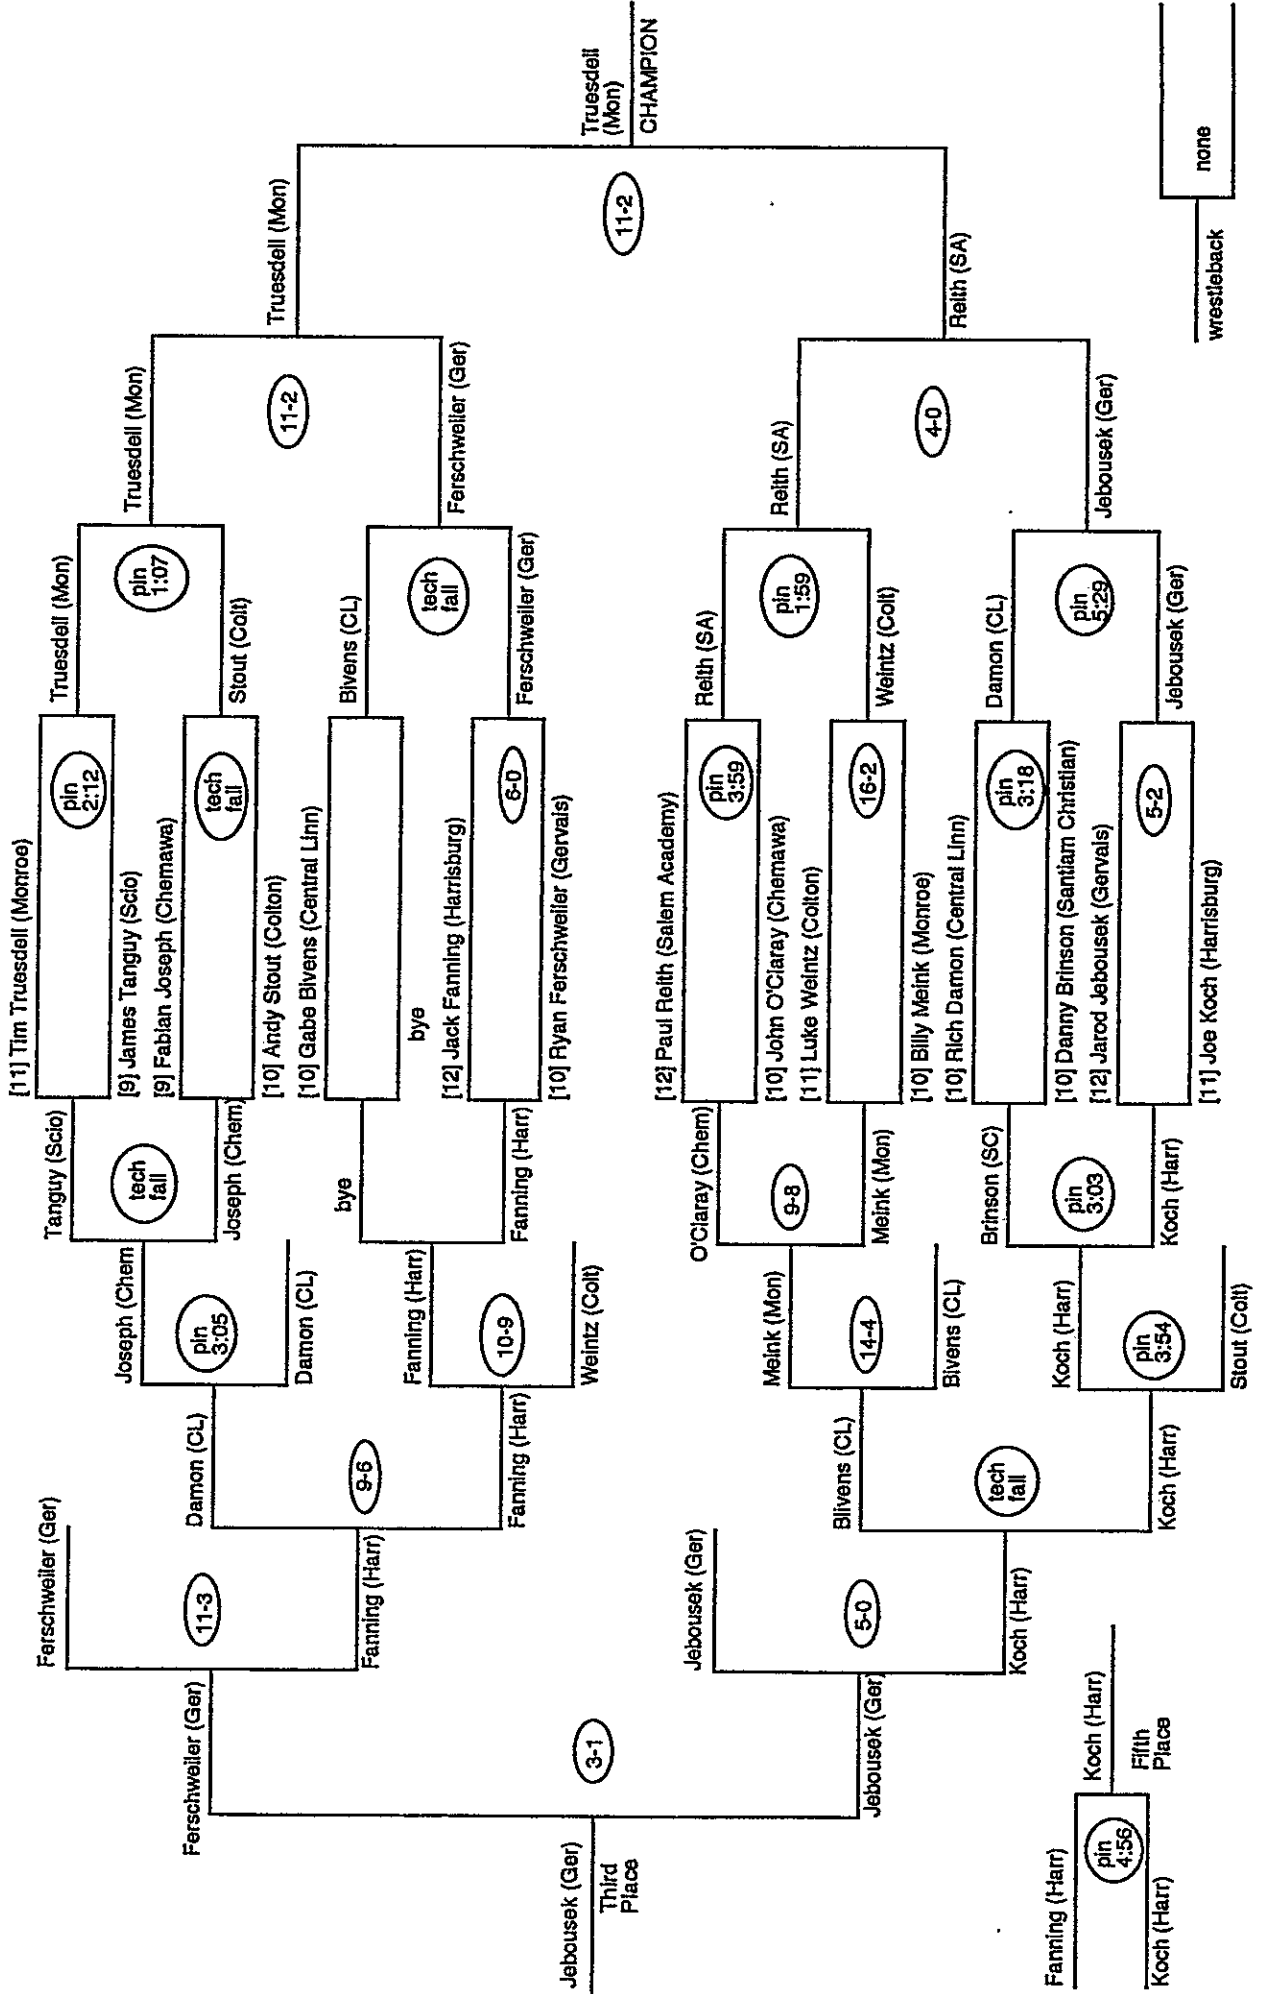 [11] Tim Truesdell (Monroe)
pin
2:12
[9] James Tanguy (Scio)
[9] Fabian Joseph (Chemawa)
tech
fall
[10] Andy Stout (Colton)
[10] Gabe Bivens (Central Linn)
bye
[12] Jack Fanning (Harrisburg)
6-0
[10] Ryan Ferschweiler (Gervais)
[12] Paul Reith (Salem Academy)
pin
3:59
[10] John O'Claray (Chemawa)
[11] Luke Weintz (Colton)
16-2
[10] Billy Meink (Monroe)
[10] Rich Damon (Central Linn)
pin
3:18
[10] Danny Brinson (Santiam Christian)
[12] Jarod Jebousek (Gervais)
5-2
[11] Joe Koch (Harrisburg)
Truesdell (Mon)
pin
1:07
Stout (Colt)
Bivens (CL)
tech
fall
Ferschweiler (Ger)
Reith (SA)
pin
1:59
Weintz (Colt)
Damon (CL)
pin
5:29
Jebousek (Ger)
Truesdell (Mon)
11-2
Ferschweiler (Ger)
Reith (SA)
4-0
Jebousek (Ger)
Truesdell (Mon)
11-2
Reith (SA)
Truesdell
(Mon)
CHAMPION
wrestleback
none
Tanguy (Scio)
tech
fall
Joseph (Chem)
bye
Fanning (Harr)
O'Claray (Chem)
9-8
Meink (Mon)
Brinson (SC)
pin
3:03
Koch (Harr)
Joseph (Chem
pin
3:05
Damon (CL)
Fanning (Harr)
10-9
Weintz (Colt)
Meink (Mon)
14-4
Bivens (CL)
Koch (Harr)
pin
3:54
Stout (Colt)
Damon (CL)
9-6
Fanning (Harr)
Blivens (CL)
tech
fall
Koch (Harr)
Ferschweiler (Ger)
11-3
Fanning (Harr)
Jebousek (Ger)
5-0
Koch (Harr)
Ferschweiler (Ger)
3-1
Jebousek (Ger)
Jebousek (Ger)
Third
Place
Fanning (Harr)
pin
4:56
Koch (Harr)
Koch (Harr)
Fifth
Place